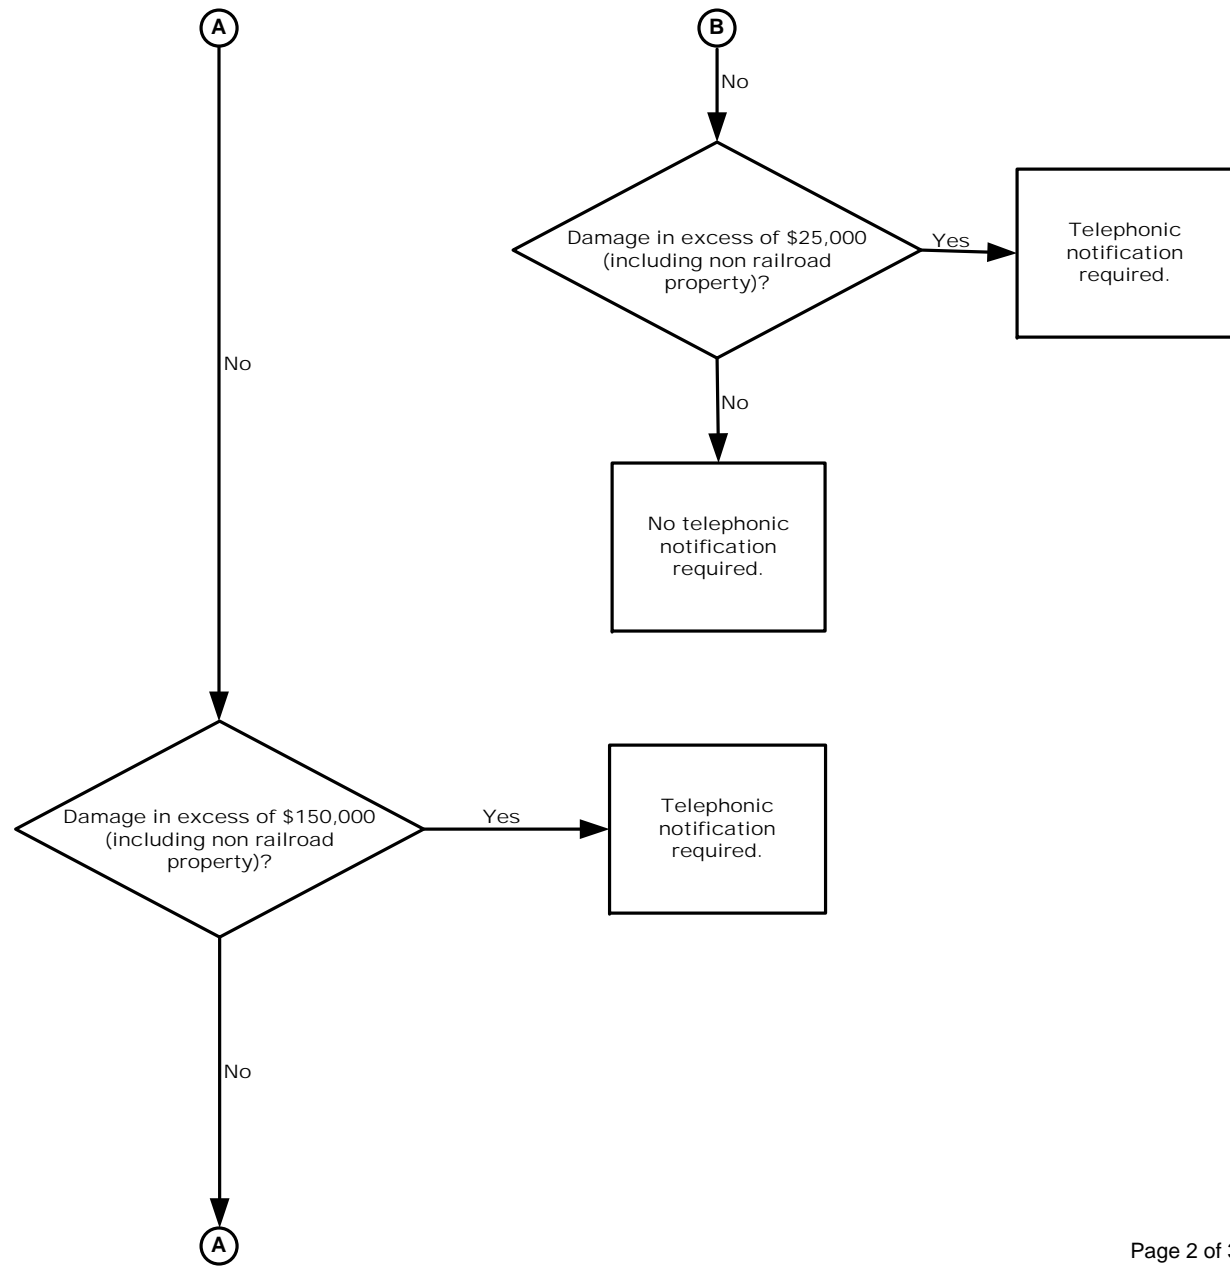 A
B
No
Damage in excess of $25,000
(including non railroad
property)?
Yes
Telephonic
notification
required.
No
No
No telephonic
notification
required.
Damage in excess of $150,000
(including non railroad
property)?
Yes
Telephonic
notification
required.
No
A
Page 2 of 3